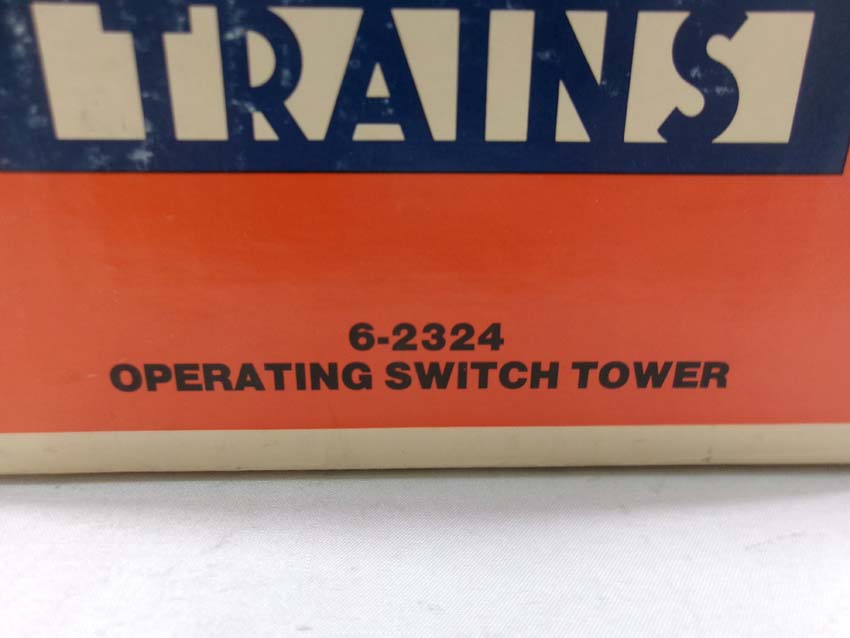 TRAINS
6-2324
OPERATING SWITCH TOWER